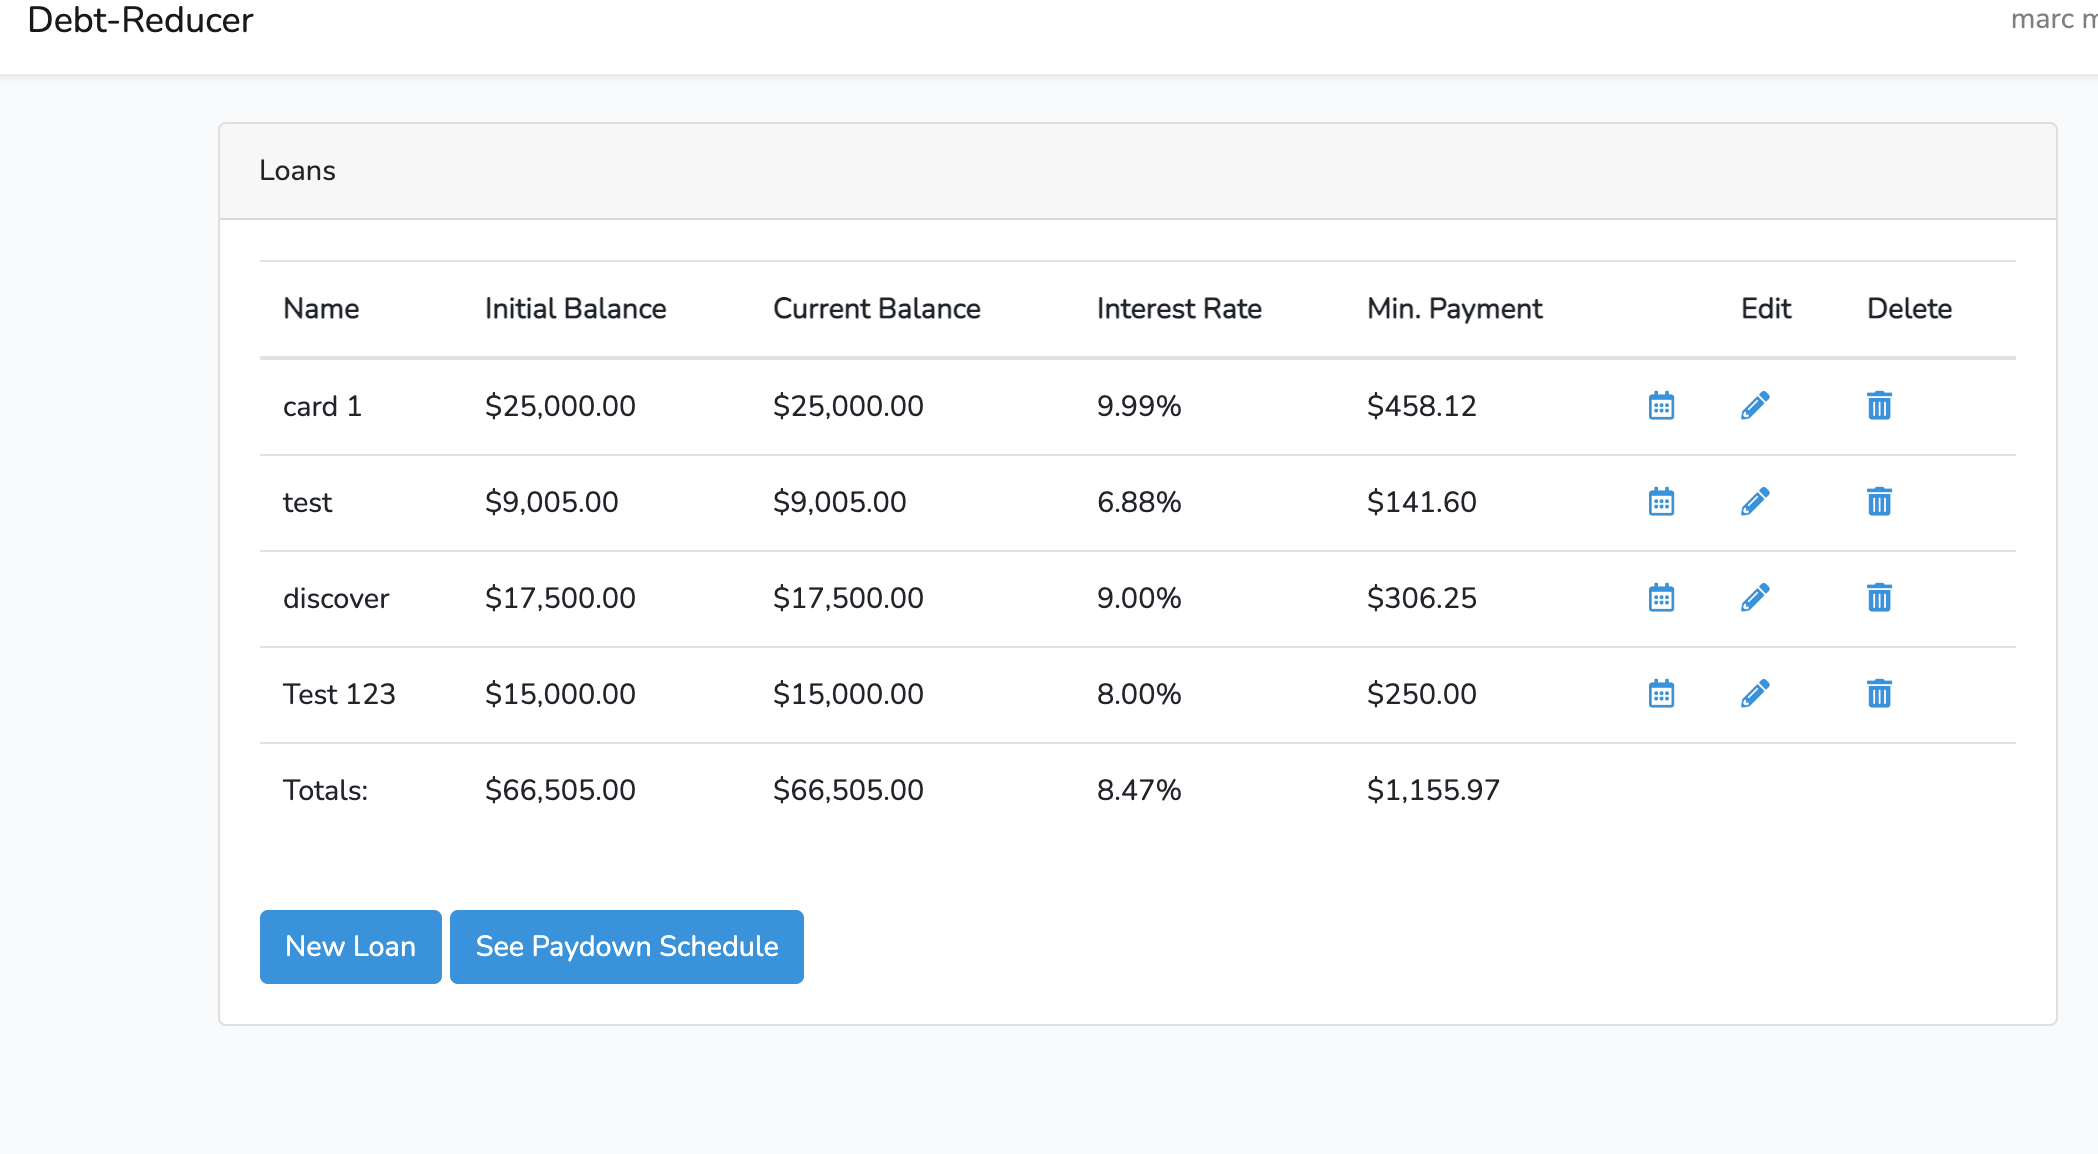 Debt-Reducer
marc
Loans
Name Initial Balance Current Balance Interest Rate Min. Payment Edit Delete
card 1 $25,000.00 $25,000.00 9.99% $458.12
test $9,005.00 $9,005.00 6.88% $141.60
discover $17,500.00 $17,500.00 9.00% $306.25
Test 123 $15,000.00 $15,000.00 8.00% $250.00
Totals: $66,505.00 $66,505.00 8.47% $1,155.97
New Loan See Paydown Schedule